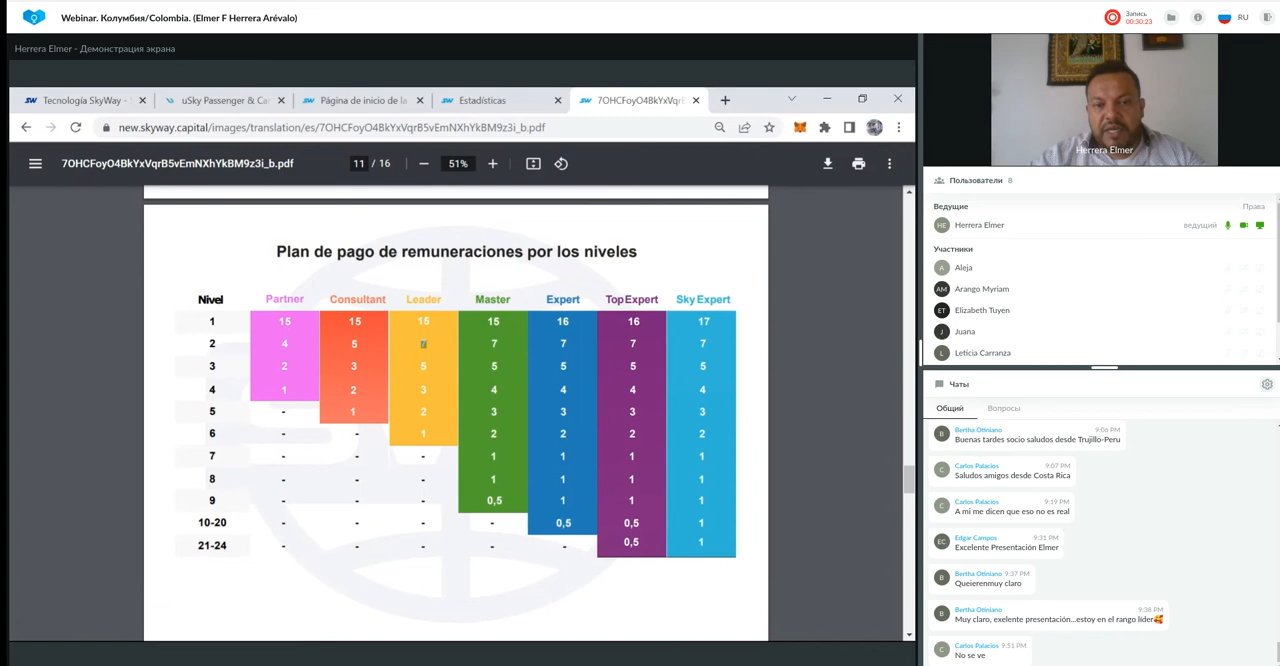 Webinar. Колумбия/Colombia. (Elmer F Herrera Arévalo)
Запись
00:30:23
RU
Herrera Elmer - Демонстрация экрана
Tecnología SkyWay -
uSky Passenger & Ca
Página de inicio de la
Estadísticas
7OHCFoyO4BkYxVqrB
new.skyway.capital/images/translation/es/7OHCFoyO4BkYxVqrB5vEmNXhYkBM9z3i_b.pdf
7OHCFoyO4BkYxVqrB5vEmNXhYkBM9z3i_b.pdf
11 / 16
51%
Plan de pago de remuneraciones por los niveles
Nivel Partner Consultant Leader Master Expert Top Expert Sky Expert
1 15 15 15 15 16 16 17
2 4 5 7 7 7 7
3 2 3 5 5 5 5 5
4 1 2 3 4 4 4 4
5 - 1 2 3 3 3 3
6 - - 1 2 2 2 2
7 - - - 1 1 1 1
8 - - - 1 1 1 1
9 - - - 0,5 1 1 1
10-20 - - - - 0,5 0,5 1
21-24 - - - - - 0,5 1
Herrera Elmer
Пользователи 8
Ведущие Права
HE Herrera Elmer ведущий
Участники
A Aleja
AM Arango Myriam
ET Elizabeth Tuyen
J Juana
L Leticia Carranza
Чаты
Общий Вопросы
B Bertha Otiniano 9:06 PM
Buenas tardes socio saludos desde Trujillo-Peru
C Carlos Palacios 9:07 PM
Saludos amigos desde Costa Rica
C Carlos Palacios 9:19 PM
A mi me dicen que eso no es real
EC Edgar Campos 9:31 PM
Excelente Presentación Elmer
B Bertha Otiniano 9:37 PM
Queierenmuy claro
B Bertha Otiniano 9:38 PM
Muy claro, exelente presentación...estoy en el rango líder🥰
C Carlos Palacios 9:51 PM
No se ve